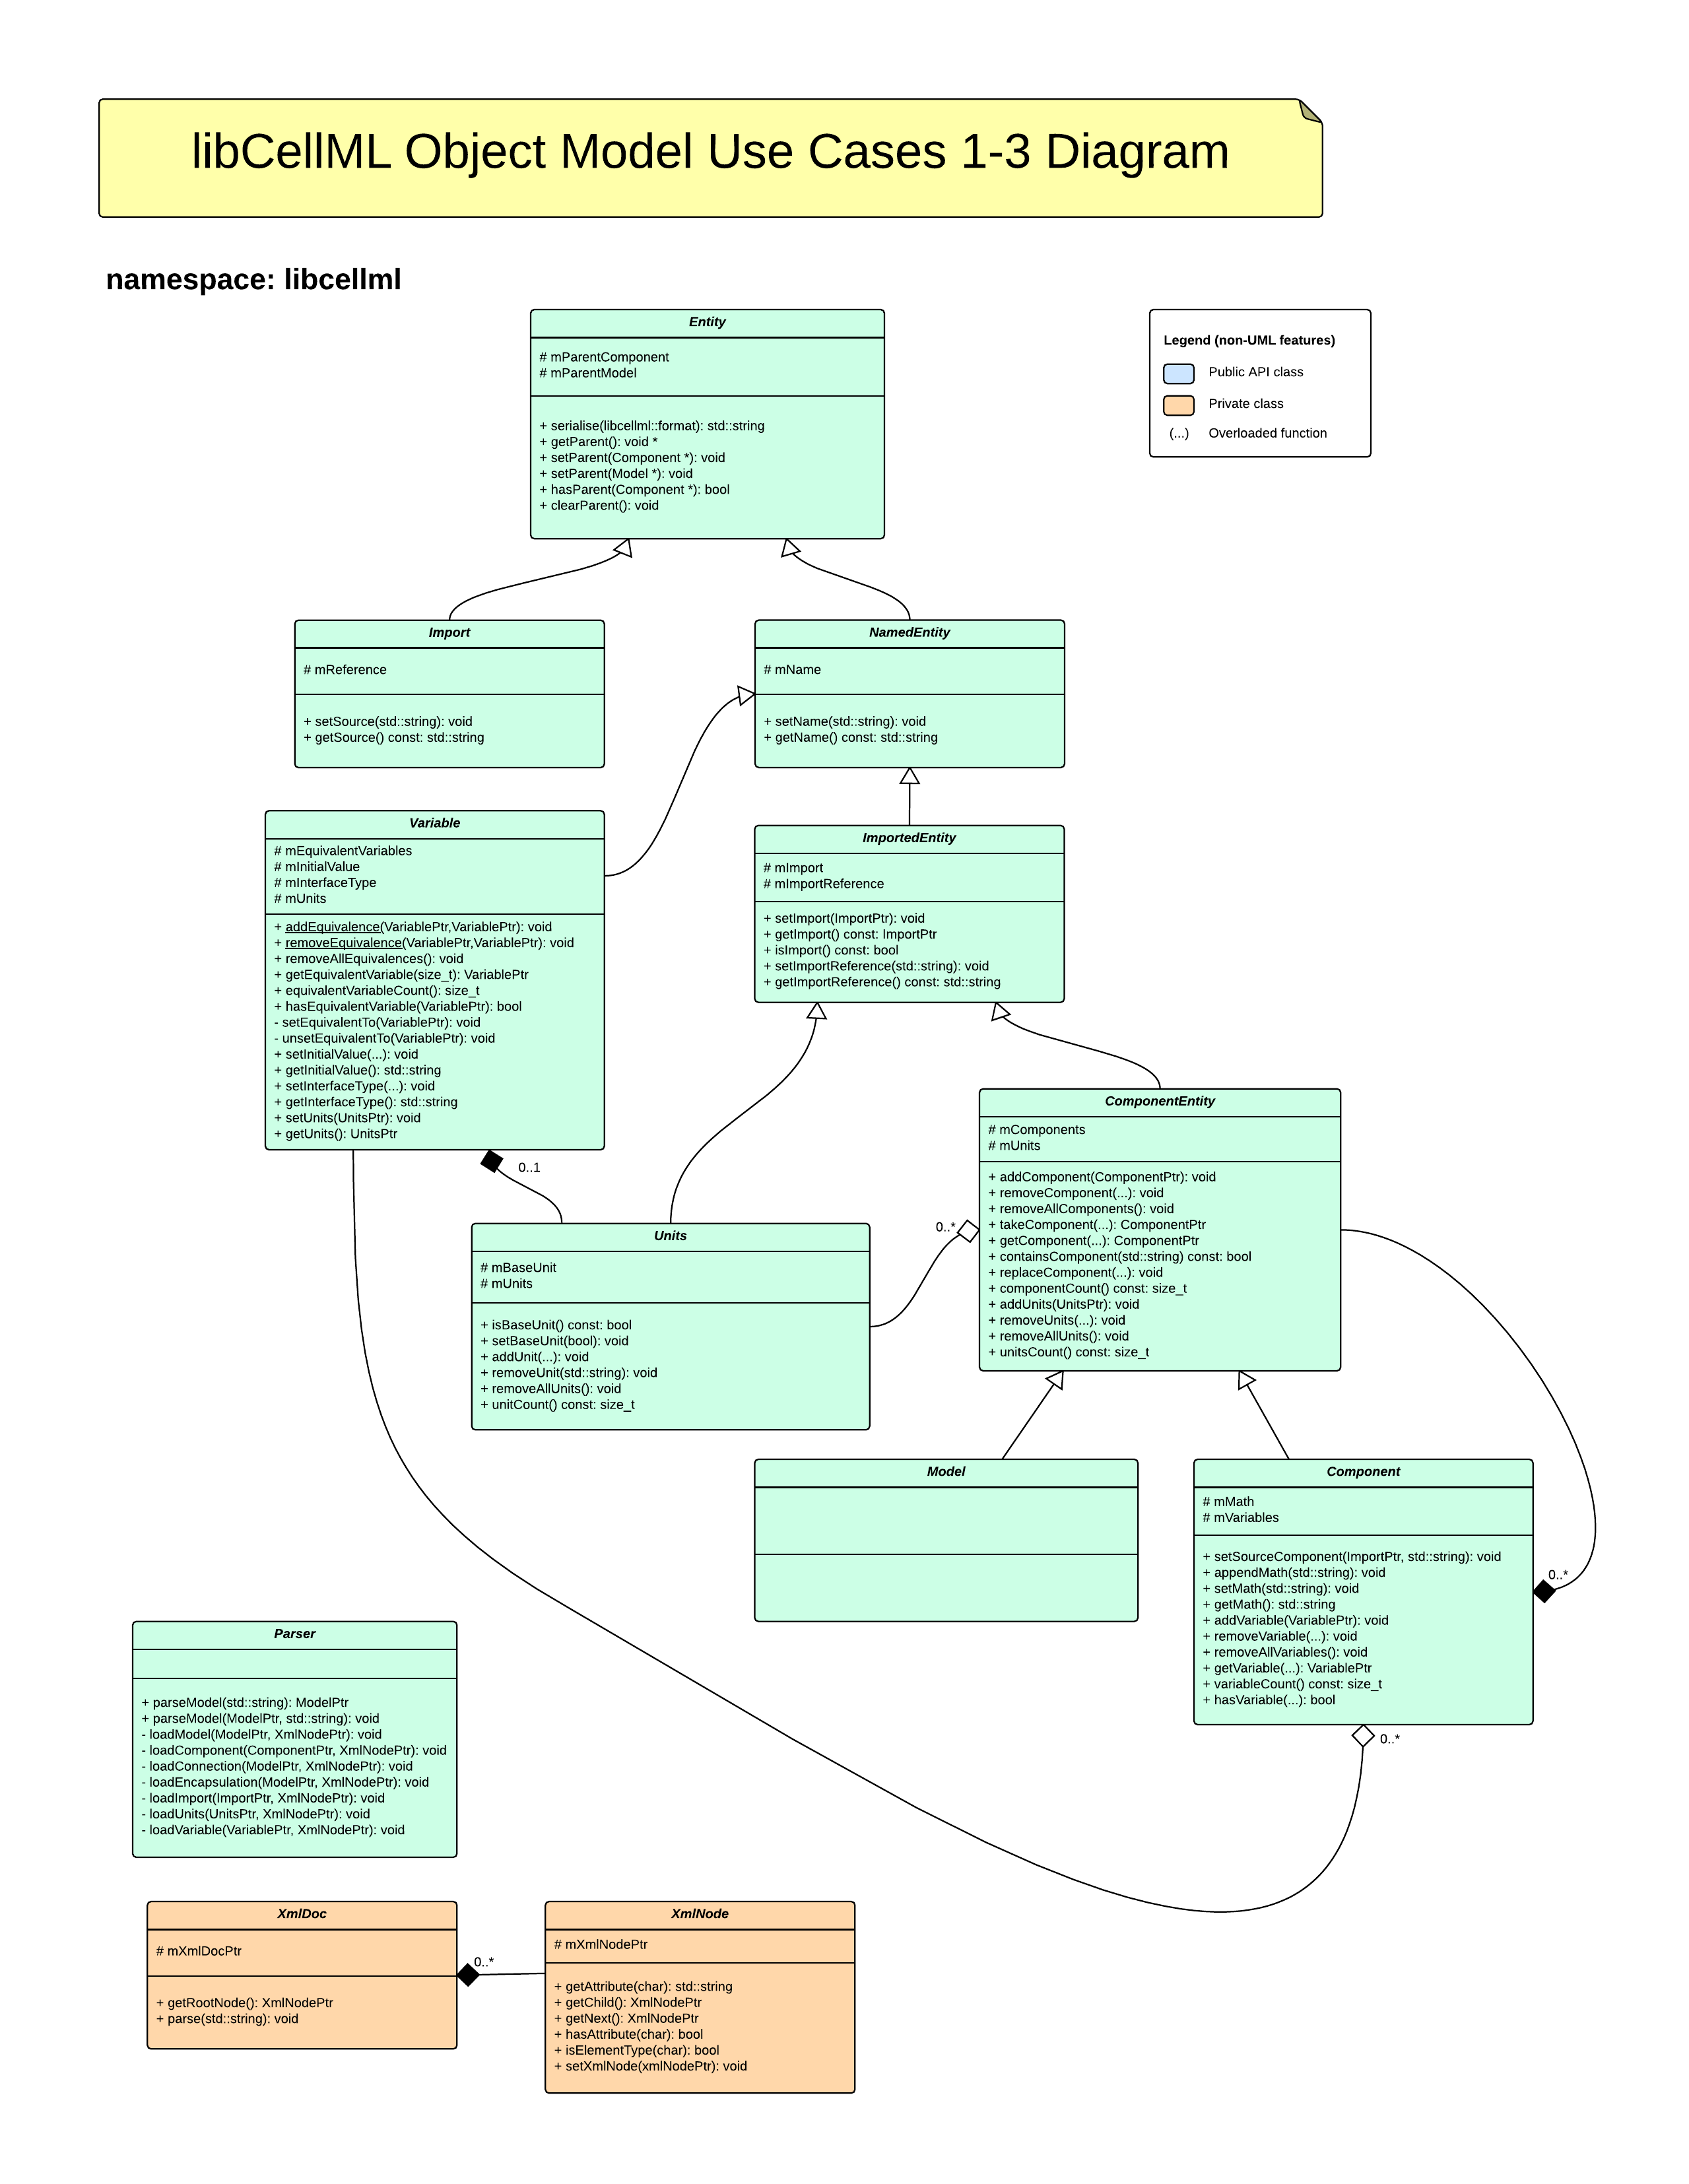 libCellML Object Model Use Cases 1-3 Diagram
namespace: libcellml
Entity
# mParentComponent
# mParentModel
+ serialise(libcellml::format): std::string
+ getParent(): void *
+ setParent(Component *): void
+ setParent(Model *): void
+ hasParent(Component *): bool
+ clearParent(): void
Legend (non-UML features)
Public API class
Private class
(...) Overloaded function
Import
# mReference
+ setSource(std::string): void
+ getSource() const: std::string
NamedEntity
# mName
+ setName(std::string): void
+ getName() const: std::string
Variable
# mEquivalentVariables
# mInitialValue
# mInterfaceType
# mUnits
+ addEquivalence(VariablePtr,VariablePtr): void
+ removeEquivalence(VariablePtr,VariablePtr): void
+ removeAllEquivalences(): void
+ getEquivalentVariable(size_t): VariablePtr
+ equivalentVariableCount(): size_t
+ hasEquivalentVariable(VariablePtr): bool
- setEquivalentTo(VariablePtr): void
- unsetEquivalentTo(VariablePtr): void
+ setInitialValue(...): void
+ getInitialValue(): std::string
+ setInterfaceType(...): void
+ getInterfaceType(): std::string
+ setUnits(UnitsPtr): void
+ getUnits(): UnitsPtr
0..1
ImportedEntity
# mImport
# mImportReference
+ setImport(ImportPtr): void
+ getImport() const: ImportPtr
+ isImport() const: bool
+ setImportReference(std::string): void
+ getImportReference() const: std::string
ComponentEntity
# mComponents
# mUnits
+ addComponent(ComponentPtr): void
+ removeComponent(...): void
+ removeAllComponents(): void
+ takeComponent(...): ComponentPtr
+ getComponent(...): ComponentPtr
+ containsComponent(std::string) const: bool
+ replaceComponent(...): void
+ componentCount() const: size_t
+ addUnits(UnitsPtr): void
+ removeUnits(...): void
+ removeAllUnits(): void
+ unitsCount() const: size_t
0..*
Units
# mBaseUnit
# mUnits
+ isBaseUnit() const: bool
+ setBaseUnit(bool): void
+ addUnit(...): void
+ removeUnit(std::string): void
+ removeAllUnits(): void
+ unitCount() const: size_t
Model
Component
# mMath
# mVariables
+ setSourceComponent(ImportPtr, std::string): void
+ appendMath(std::string): void
+ setMath(std::string): void
+ getMath(): std::string
+ addVariable(VariablePtr): void
+ removeVariable(...): void
+ removeAllVariables(): void
+ getVariable(...): VariablePtr
+ variableCount() const: size_t
+ hasVariable(...): bool
0..*
0..*
Parser
+ parseModel(std::string): ModelPtr
+ parseModel(ModelPtr, std::string): void
- loadModel(ModelPtr, XmlNodePtr): void
- loadComponent(ComponentPtr, XmlNodePtr): void
- loadConnection(ModelPtr, XmlNodePtr): void
- loadEncapsulation(ModelPtr, XmlNodePtr): void
- loadImport(ImportPtr, XmlNodePtr): void
- loadUnits(UnitsPtr, XmlNodePtr): void
- loadVariable(VariablePtr, XmlNodePtr): void
XmlDoc
# mXmlDocPtr
+ getRootNode(): XmlNodePtr
+ parse(std::string): void
0..*
XmlNode
# mXmlNodePtr
+ getAttribute(char): std::string
+ getChild(): XmlNodePtr
+ getNext(): XmlNodePtr
+ hasAttribute(char): bool
+ isElementType(char): bool
+ setXmlNode(xmlNodePtr): void